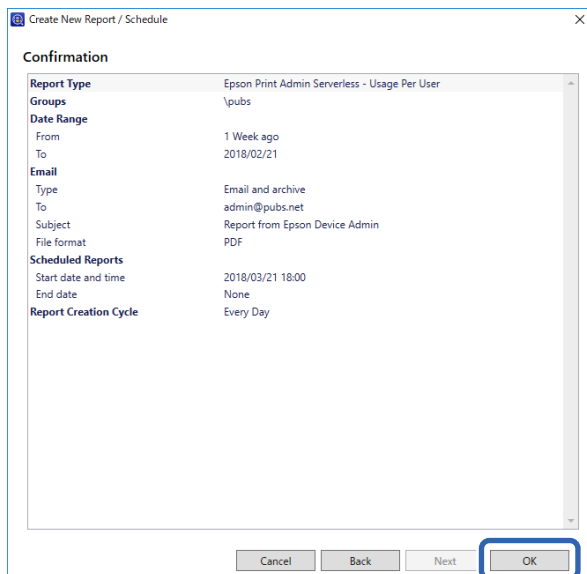 Create New Report / Schedule
Confirmation
Report Type Epson Print Admin Serverless - Usage Per User
Groups \pubs
Date Range
From 1 Week ago
To 2018/02/21
Email
Type Email and archive
To admin@pubs.net
Subject Report from Epson Device Admin
File format PDF
Scheduled Reports
Start date and time 2018/03/21 18:00
End date None
Report Creation Cycle Every Day
Cancel Back Next OK